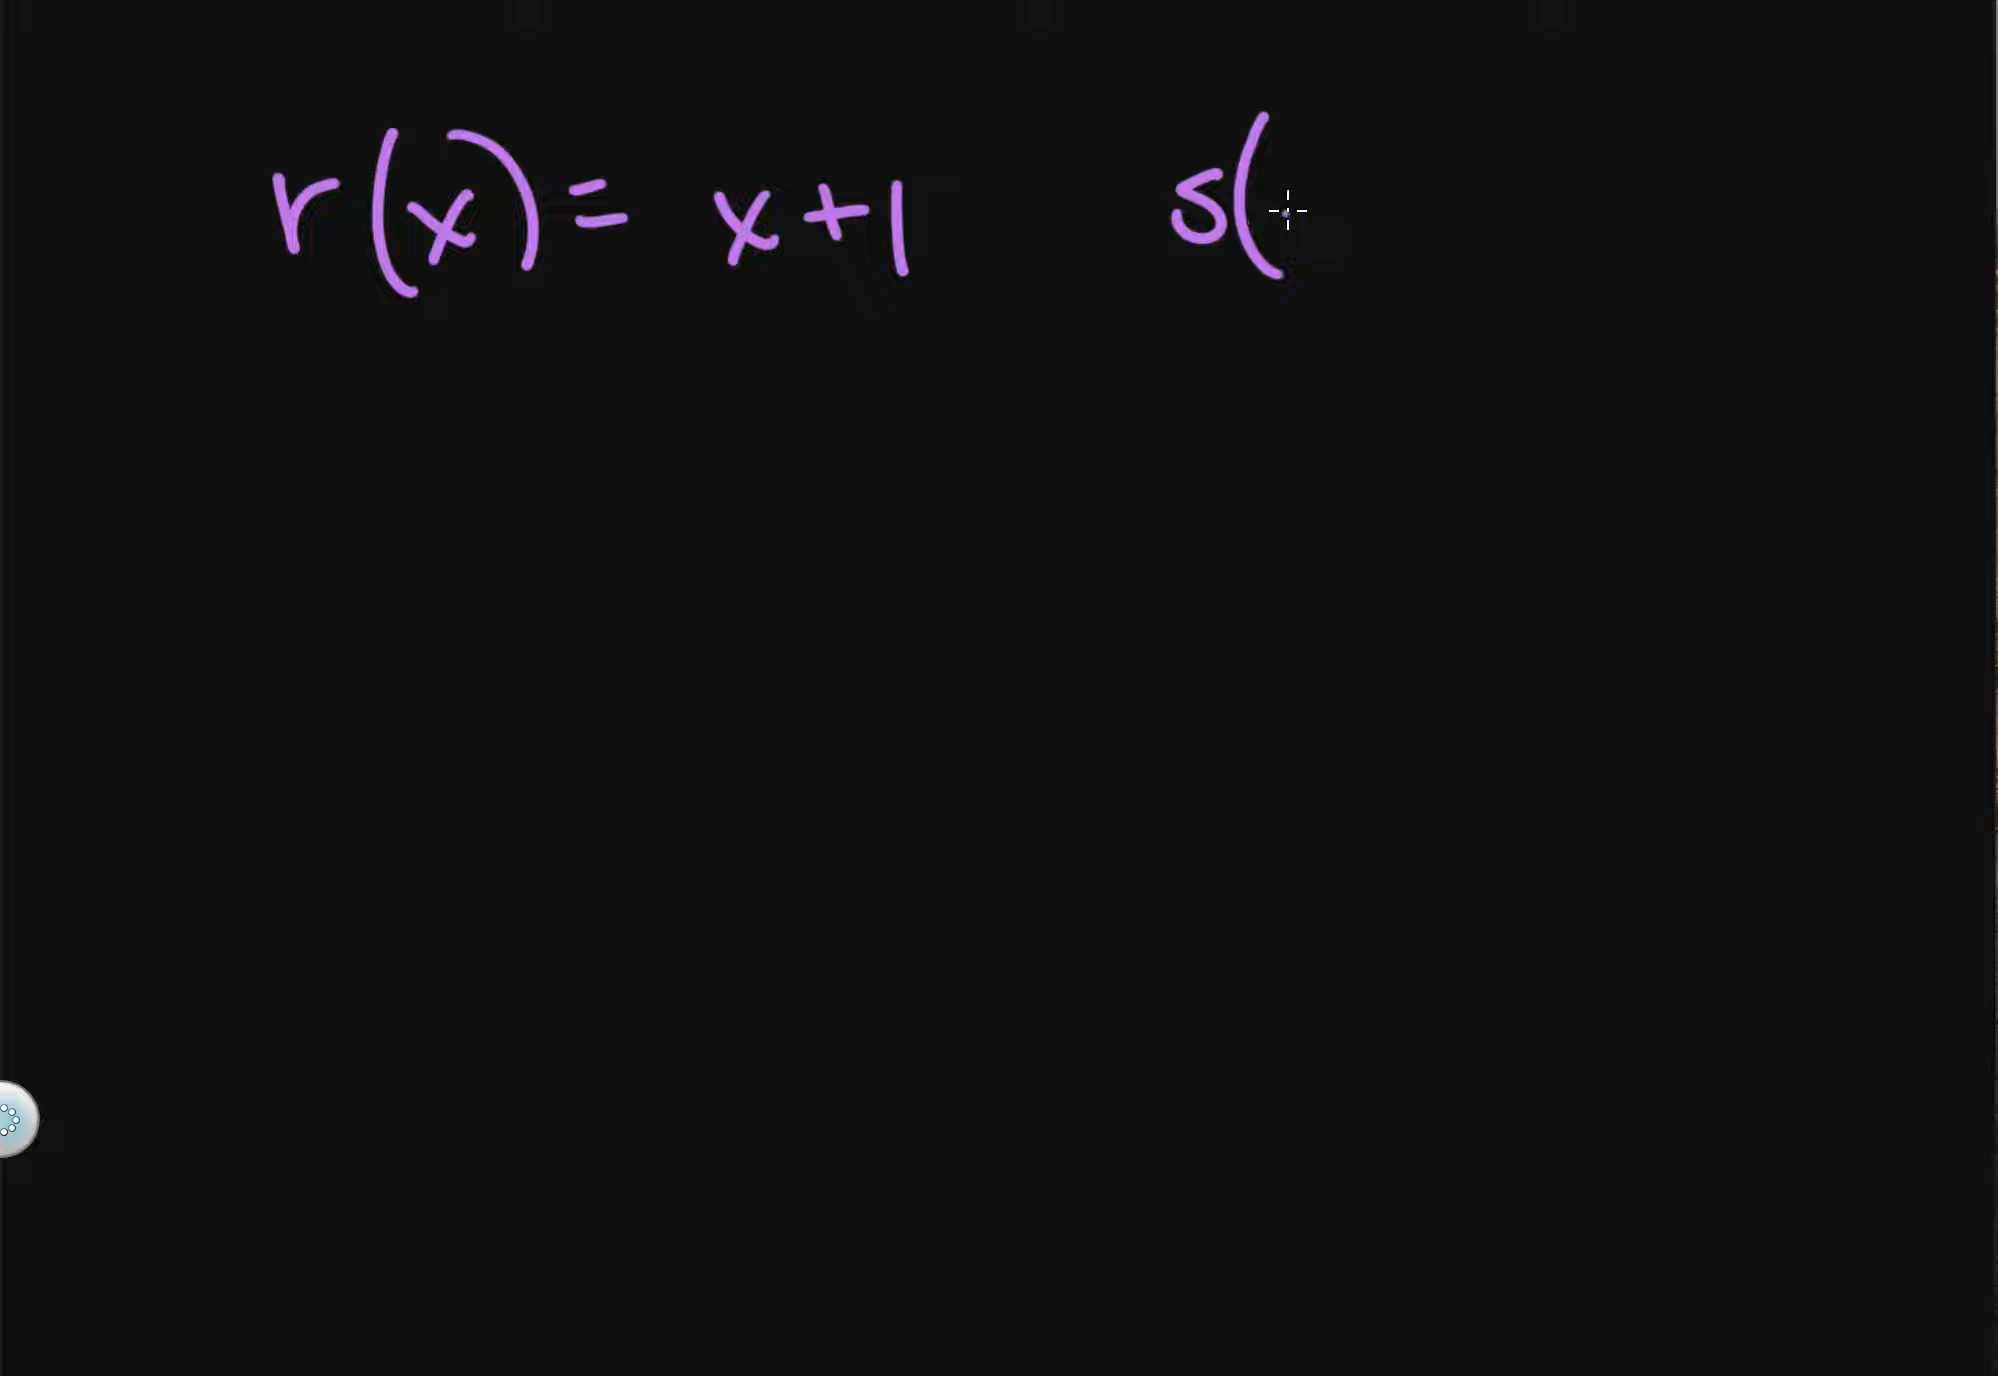 r(x)= x+1 s(